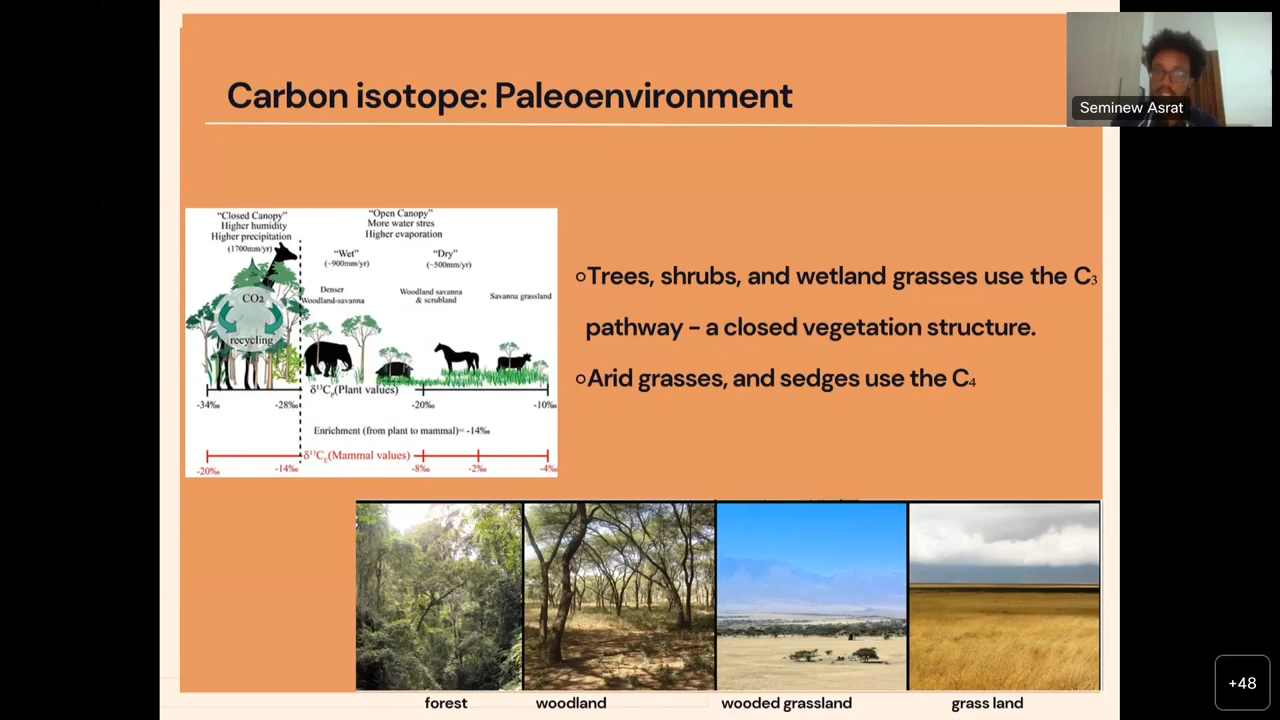 Carbon isotope: Paleoenvironment
Seminew Asrat
"Closed Canopy"
Higher humidity
Higher precipitation
(1700mm/yr)
"Open Canopy"
More water stres
Higher evaporation
"Wet"
(~900mm/yr)
"Dry"
(~500mm/yr)
Denser
Woodland-savanna
Woodland savanna
& scrubland
Savanna grassland
CO2
recycling
δ¹³Cp(Plant values)
-34‰ -28‰ -20‰ -10‰
Enrichment (from plant to mammal)= -14‰
δ¹³CE(Mammal values)
-20‰ -14‰ -8‰ -2‰ -4‰
Trees, shrubs, and wetland grasses use the C₃
pathway – a closed vegetation structure.
Arid grasses, and sedges use the C₄
forest woodland wooded grassland grass land
+48